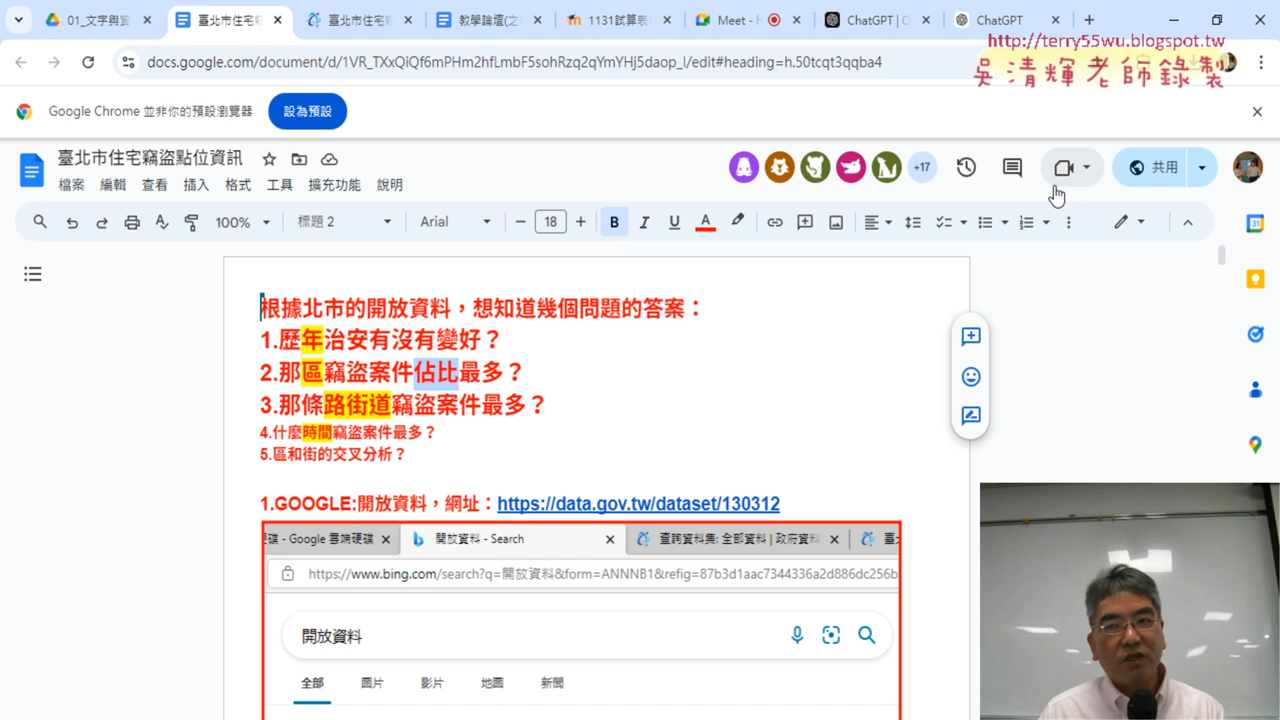 01_文字與資
臺北市住宅竊
臺北市住宅竊
教學論壇(之
1131試算表
Meet - h
ChatGPT | C
ChatGPT
http://terry55wu.blogspot.tw
docs.google.com/document/d/1VR_TXxQiQf6mPHm2hfLmbF5sohRzq2qYmYHj5daop_I/edit#heading=h.50tcqt3qqba4
吳清輝老師錄製
Google Chrome 並非你的預設瀏覽器
設為預設
臺北市住宅竊盜點位資訊
+17
共用
檔案 編輯 查看 插入 格式 工具 擴充功能 說明
100% 標題 2 Arial 18 B I U A
31
根據北市的開放資料，想知道幾個問題的答案：
1.歷年治安有沒有變好？
2.那區竊盜案件佔比最多？
3.那條路街道竊盜案件最多？
4.什麼時間竊盜案件最多？
5.區和街的交叉分析？
1.GOOGLE:開放資料，網址：https://data.gov.tw/dataset/130312
硬碟 - Google 雲端硬碟
開放資料 - Search
查詢資料集: 全部資料 | 政府資料
臺
https://www.bing.com/search?q=開放資料&form=ANNNB1&refig=87b3d1aac7344336a2d886dc256b
開放資料
全部 圖片 影片 地圖 新聞